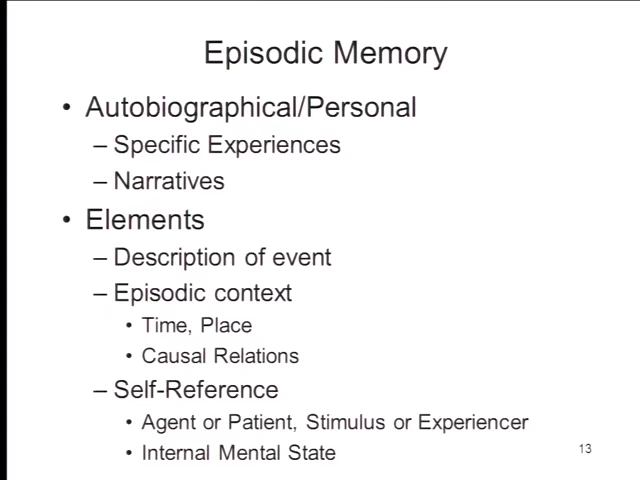 Episodic Memory
• Autobiographical/Personal
– Specific Experiences
– Narratives
• Elements
– Description of event
– Episodic context
• Time, Place
• Causal Relations
– Self-Reference
• Agent or Patient, Stimulus or Experiencer
• Internal Mental State
13